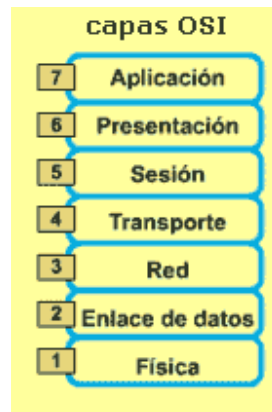 capas OSI
7 Aplicación
6 Presentación
5 Sesión
4 Transporte
3 Red
2 Enlace de datos
1 Física